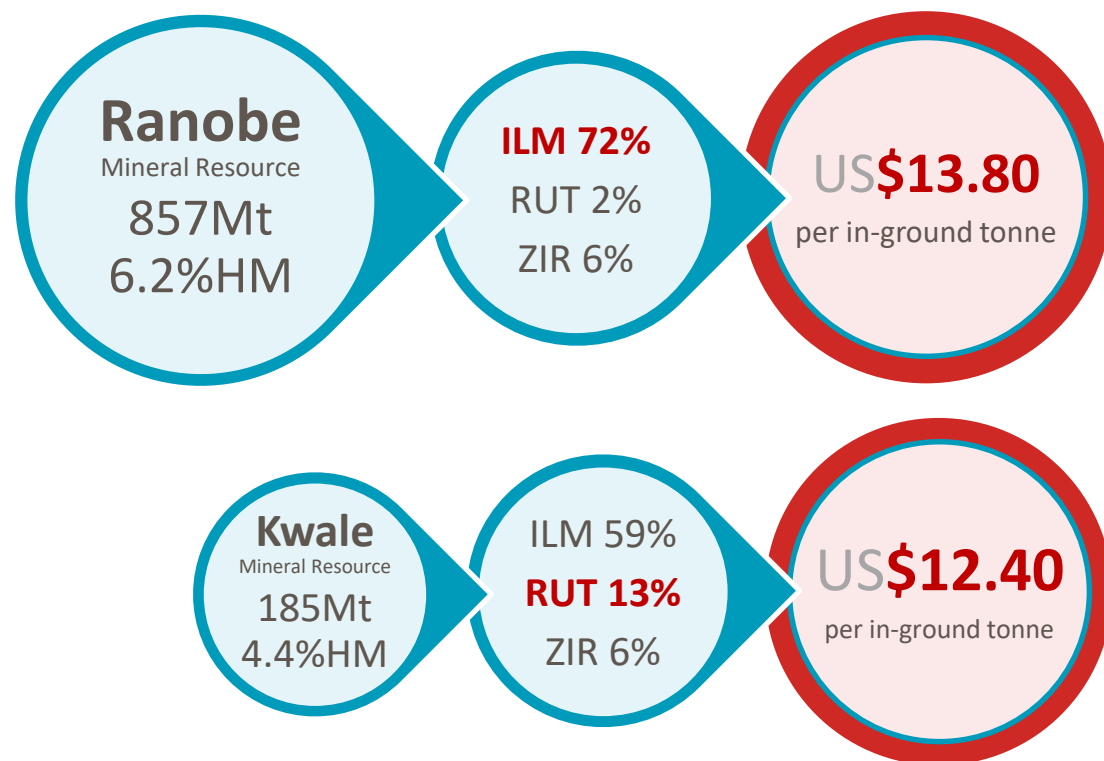 Ranobe
Mineral Resource
857Mt
6.2%HM
ILM 72%
RUT 2%
ZIR 6%
US$13.80
per in-ground tonne
Kwale
Mineral Resource
185Mt
4.4%HM
ILM 59%
RUT 13%
ZIR 6%
US$12.40
per in-ground tonne